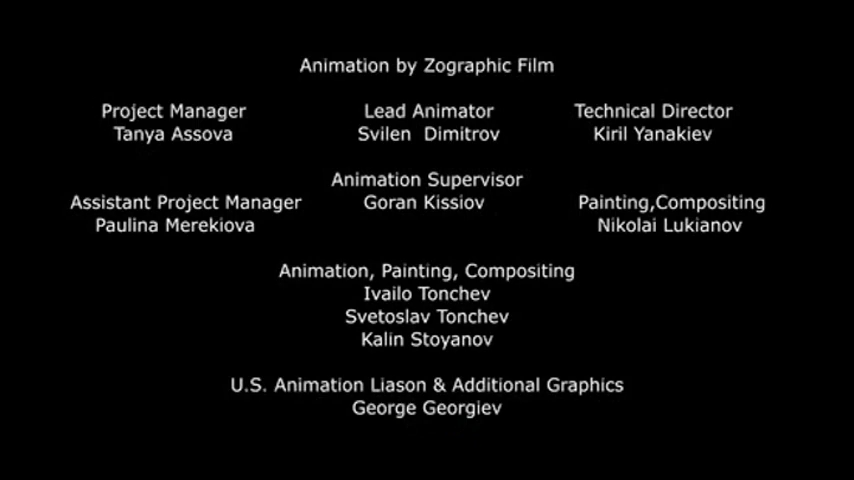 Animation by Zographic Film
Project Manager
Tanya Assova
Lead Animator
Svilen Dimitrov
Technical Director
Kiril Yanakiev
Animation Supervisor
Goran Kissiov
Assistant Project Manager
Paulina Merekiova
Painting,Compositing
Nikolai Lukianov
Animation, Painting, Compositing
Ivailo Tonchev
Svetoslav Tonchev
Kalin Stoyanov
U.S. Animation Liason & Additional Graphics
George Georgiev